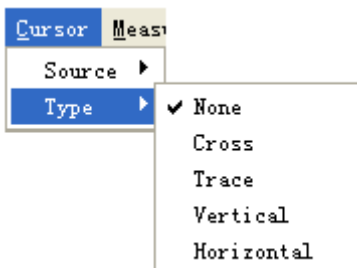 Cursor
Source
Type
None
Cross
Trace
Vertical
Horizontal